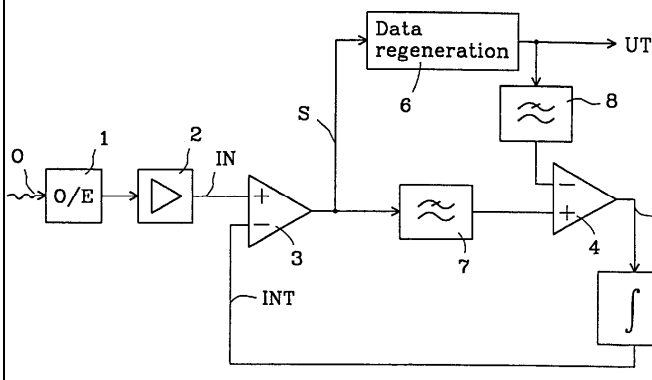 Data
regeneration
UT
6
8
S
1
2
O
IN
O/E
+
−
3
7
−
+
4
INT
∫